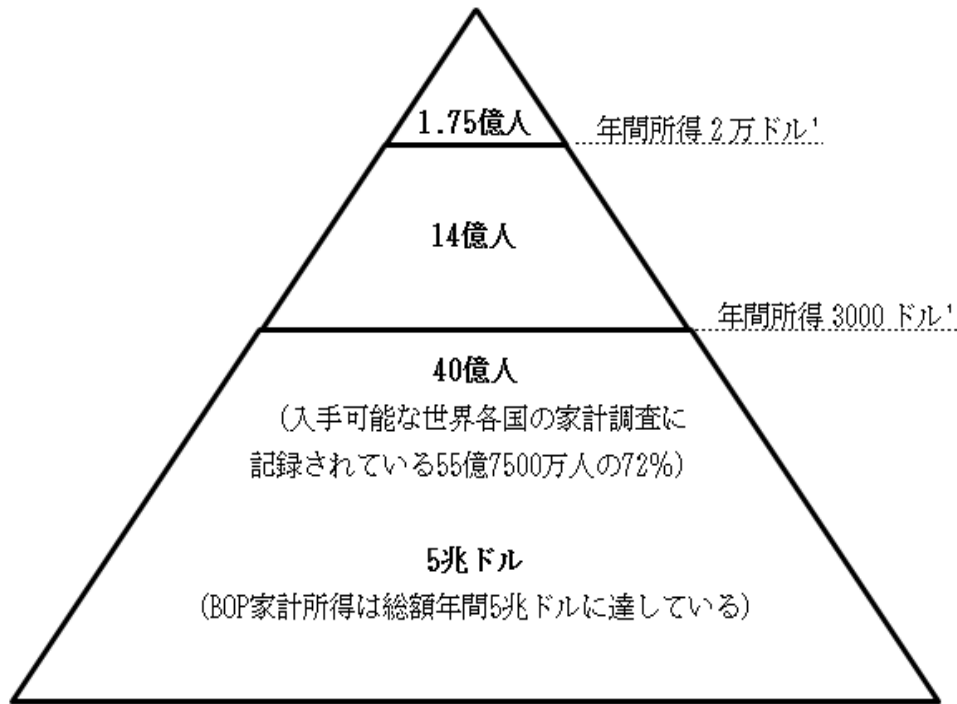 1.75億人
年間所得２万ドル¹
14億人
年間所得 3000 ドル¹
40億人
(入手可能な世界各国の家計調査に
記録されている55億7500万人の72%)
5兆ドル
(BOP家計所得は総額年間5兆ドルに達している)